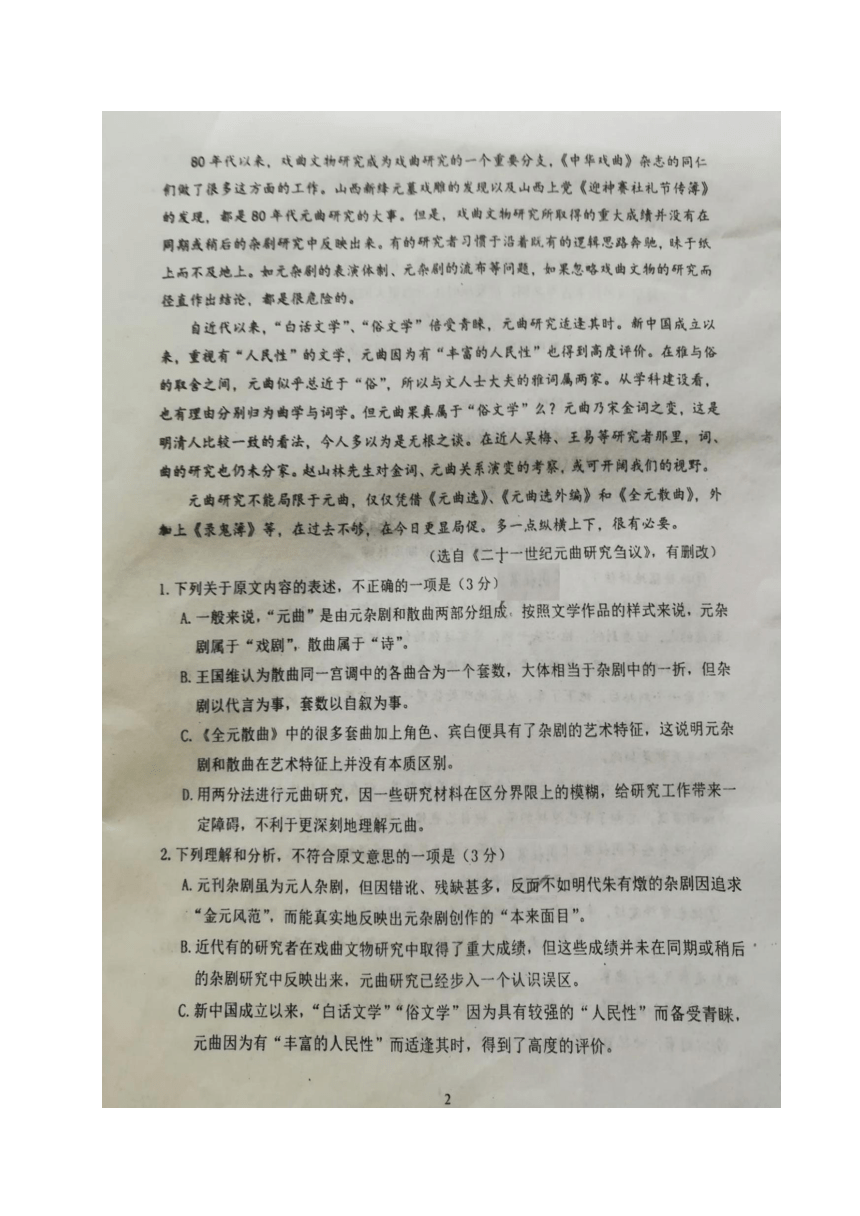 80年代以来，戏曲文物研究成为戏曲研究的一个重要分支，《中华戏曲》杂志的同仁
们做了很多这方面的工作。山西新绛元墓戏雕的发现以及山西上党《迎神赛社礼节传簿》
的发现，都是80年代元曲研究的大事。但是，戏曲文物研究所取得的重大成绩并没有在
同期或稍后的杂剧研究中反映出来。有的研究者习惯于沿着既有的逻辑思路奔驰，昧于纸
上而不及地上。如元杂剧的表演体制、元杂剧的流布等问题，如果忽略戏曲文物的研究而
径直作出结论，都是很危险的。
自近代以来，“白话文学”、“俗文学”倍受青睐，元曲研究适逢其时。新中国成立以
来，重视有“人民性”的文学，元曲因为有“丰富的人民性”也得到高度评价。在雅与俗
的取舍之间，元曲似乎总近于“俗”，所以与文人士大夫的雅词属两家。从学科建设看，
也有理由分别归为曲学与词学。但元曲果真属于“俗文学”么？元曲乃宋金词之变，这是
明清人比较一致的看法，今人多以为是无根之谈。在近人吴梅、王易等研究者那里，词、
曲的研究也仍未分家。赵山林先生对金词、元曲关系演变的考察，或可开阔我们的视野。
元曲研究不能局限于元曲，仅仅凭借《元曲选》、《元曲选外编》和《全元散曲》，外
加上《录鬼簿》等，在过去不够，在今日更显局促。多一点纵横上下，很有必要。
（选自《二十一世纪元曲研究刍议》，有删改）
1.下列关于原文内容的表述，不正确的一项是（3分）
A.一般来说，“元曲”是由元杂剧和散曲两部分组成。按照文学作品的样式来说，元杂
剧属于“戏剧”，散曲属于“诗”。
B.王国维认为散曲同一宫调中的各曲合为一个套数，大体相当于杂剧中的一折，但杂
剧以代言为事，套数以自叙为事。
C.《全元散曲》中的很多套曲加上角色、宾白便具有了杂剧的艺术特征，这说明元杂
剧和散曲在艺术特征上并没有本质区别。
D.用两分法进行元曲研究，因一些研究材料在区分界限上的模糊，给研究工作带来一
定障碍，不利于更深刻地理解元曲。
2.下列理解和分析，不符合原文意思的一项是（3分）
A.元刊杂剧虽为元人杂剧，但因错讹、残缺甚多，反而不如明代朱有燉的杂剧因追求
“金元风范”，而能真实地反映出元杂剧创作的“本来面目”。
B.近代有的研究者在戏曲文物研究中取得了重大成绩，但这些成绩并未在同期或稍后
的杂剧研究中反映出来，元曲研究已经步入一个认识误区。
C.新中国成立以来，“白话文学”“俗文学”因为具有较强的“人民性”而备受青睐，
元曲因为有“丰富的人民性”而适逢其时，得到了高度的评价。
2